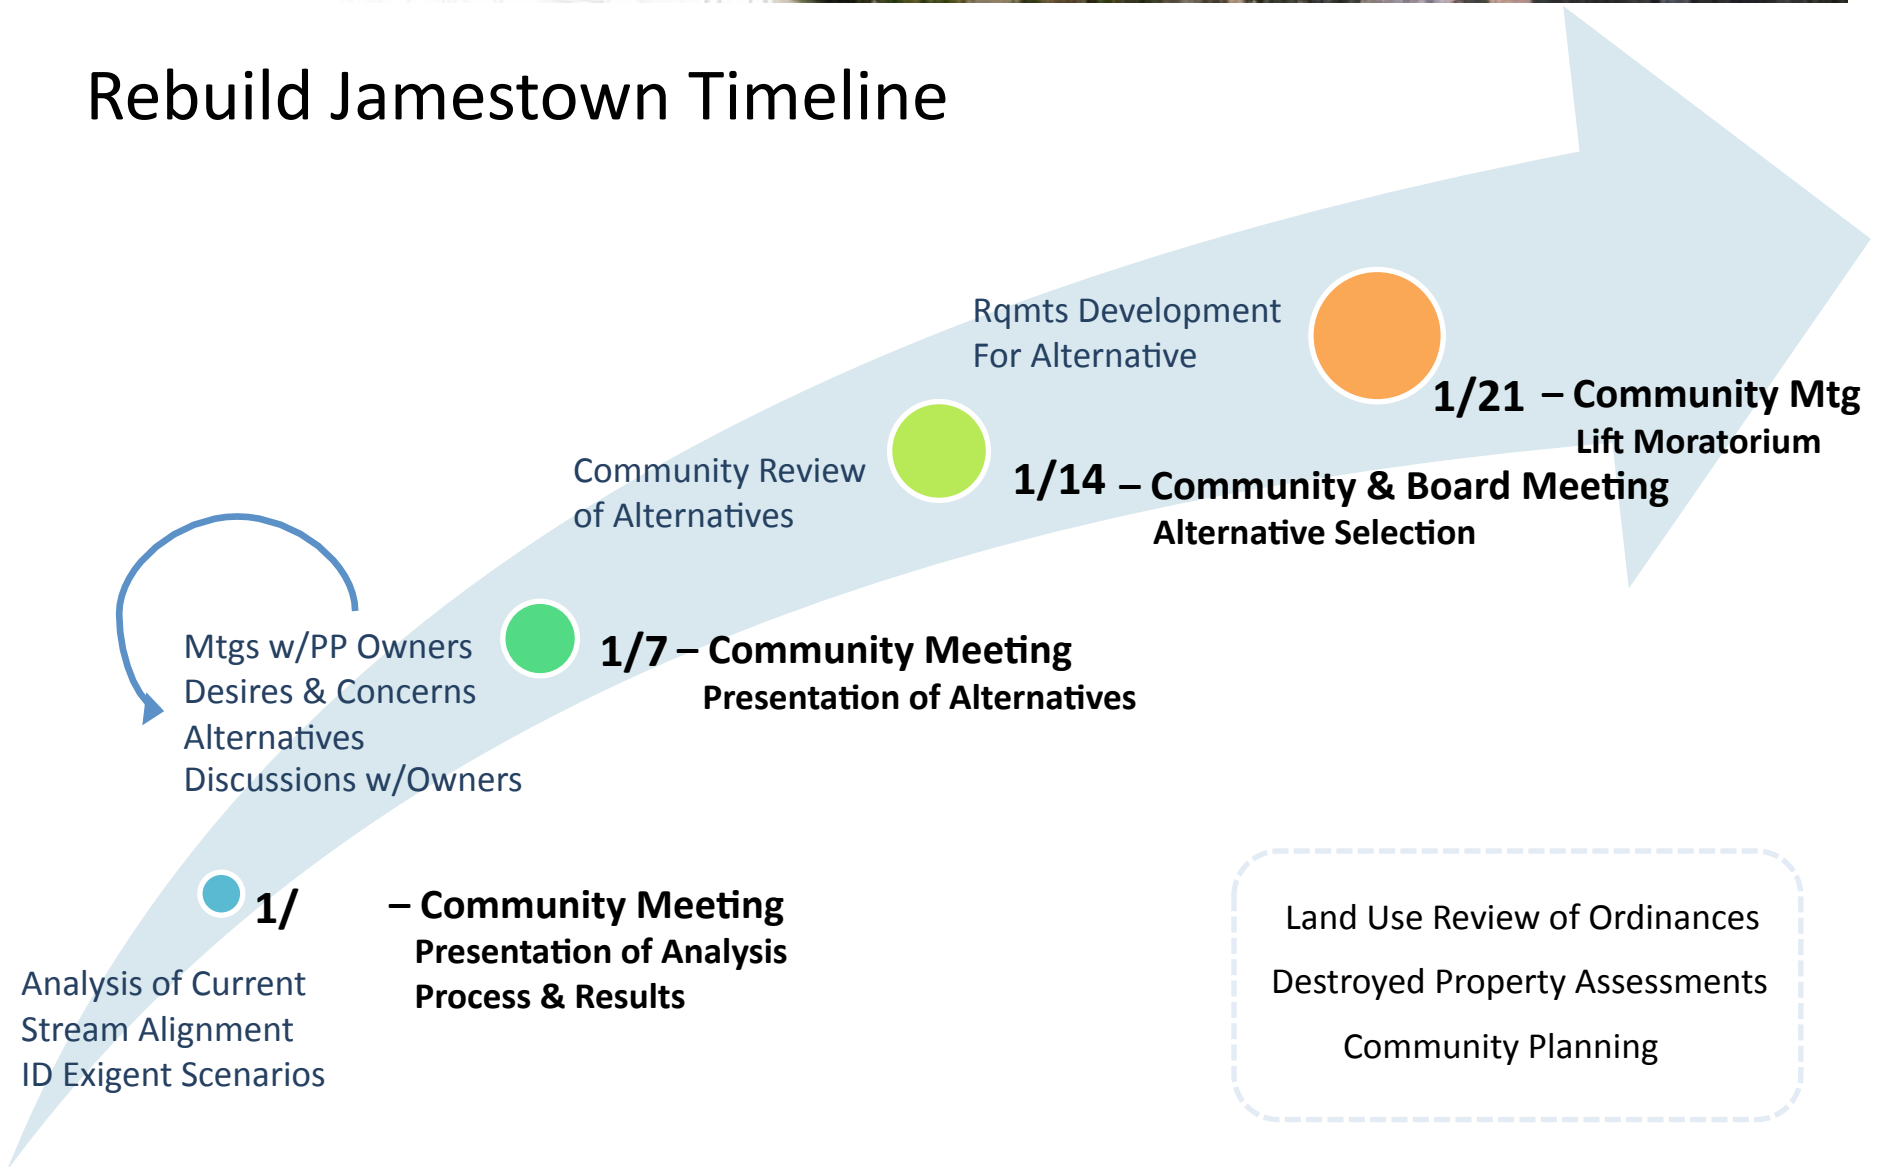 Rebuild Jamestown Timeline
Rqmts Development
For Alternative
1/21 – Community Mtg
Lift Moratorium
Community Review
of Alternatives
1/14 – Community & Board Meeting
Alternative Selection
Mtgs w/PP Owners
Desires & Concerns
Alternatives
Discussions w/Owners
1/7 – Community Meeting
Presentation of Alternatives
1/ – Community Meeting
Presentation of Analysis
Process & Results
Analysis of Current
Stream Alignment
ID Exigent Scenarios
Land Use Review of Ordinances
Destroyed Property Assessments
Community Planning